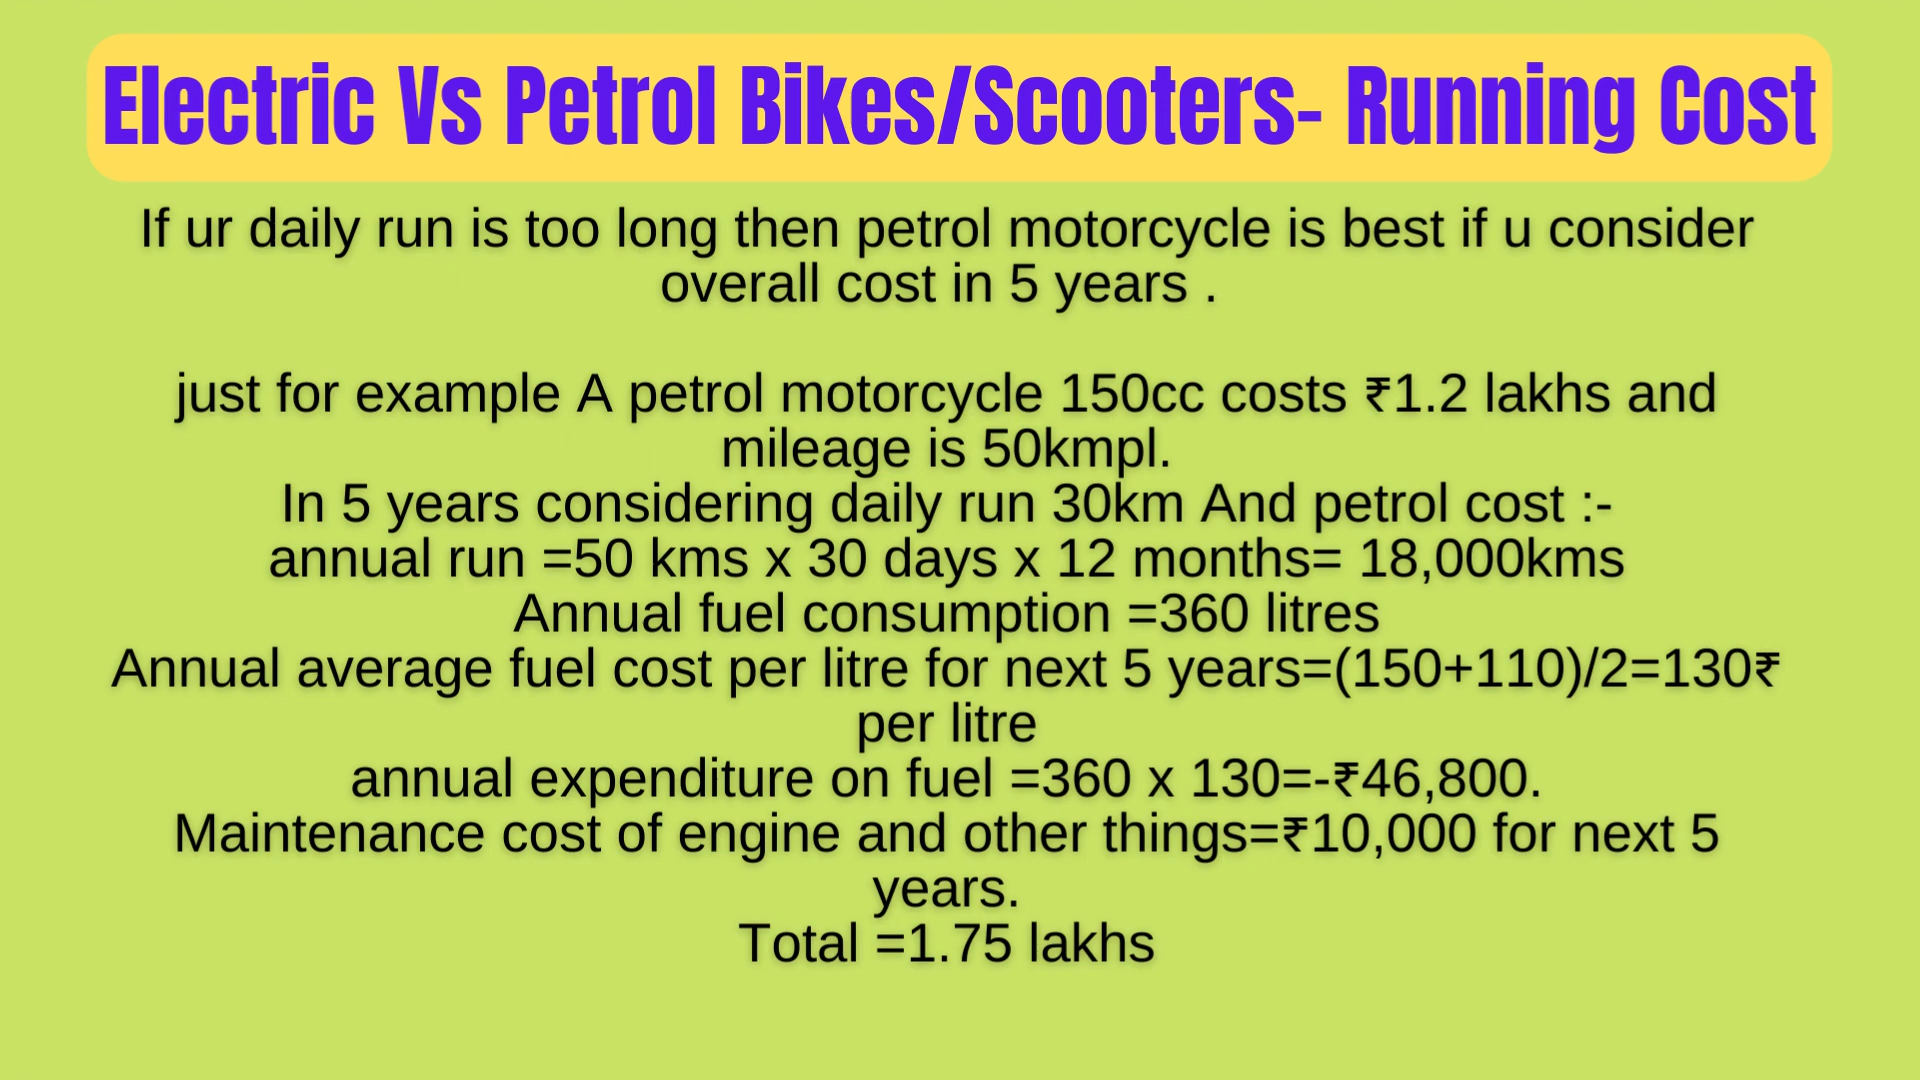 Electric Vs Petrol Bikes/Scooters- Running Cost
If ur daily run is too long then petrol motorcycle is best if u consider
overall cost in 5 years .
just for example A petrol motorcycle 150cc costs ₹1.2 lakhs and
mileage is 50kmpl.
In 5 years considering daily run 30km And petrol cost :-
annual run =50 kms x 30 days x 12 months= 18,000kms
Annual fuel consumption =360 litres
Annual average fuel cost per litre for next 5 years=(150+110)/2=130₹
per litre
annual expenditure on fuel =360 x 130=-₹46,800.
Maintenance cost of engine and other things=₹10,000 for next 5
years.
Total =1.75 lakhs